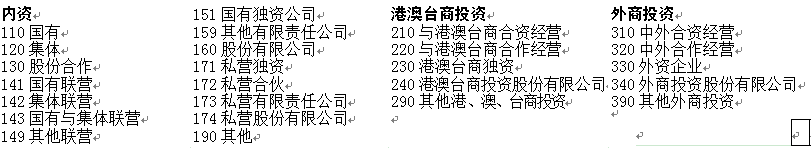 内资
110 国有
120 集体
130 股份合作
141 国有联营
142 集体联营
143 国有与集体联营
149 其他联营
151 国有独资公司
159 其他有限责任公司
160 股份有限公司
171 私营独资
172 私营合伙
173 私营有限责任公司
174 私营股份有限公司
190 其他
港澳台商投资
210 与港澳台商合资经营
220 与港澳台商合作经营
230 港澳台商独资
240 港澳台商投资股份有限公司
290 其他港、澳、台商投资
外商投资
310 中外合资经营
320 中外合作经营
330 外资企业
340 外商投资股份有限公司
390 其他外商投资